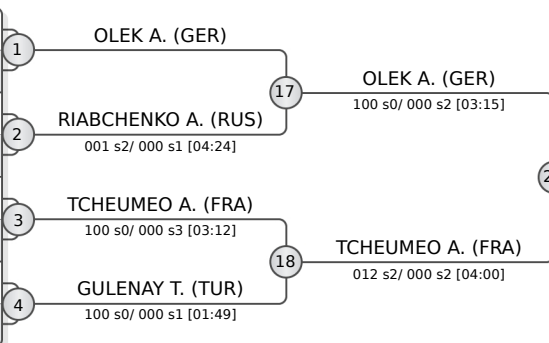 OLEK A. (GER)
1
17
OLEK A. (GER)
100 s0/ 000 s2 [03:15]
RIABCHENKO A. (RUS)
2
001 s2/ 000 s1 [04:24]
2
TCHEUMEO A. (FRA)
3
100 s0/ 000 s3 [03:12]
18
TCHEUMEO A. (FRA)
012 s2/ 000 s2 [04:00]
GULENAY T. (TUR)
4
100 s0/ 000 s1 [01:49]